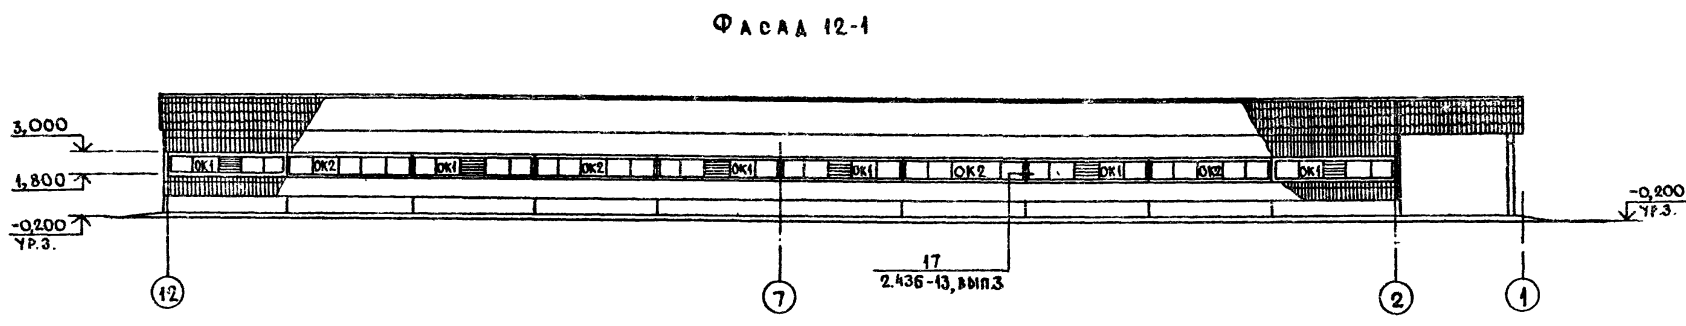 ФАСАД 12-1
3,000
1,800
-0,200
УР.З.
ОК1 ОК2 ОК1 ОК2 ОК1 ОК1 ОК2 ОК1 ОК2 ОК1
-0,200
УР.З.
17
2.436-13, ВЫП.3
12 7 2 1